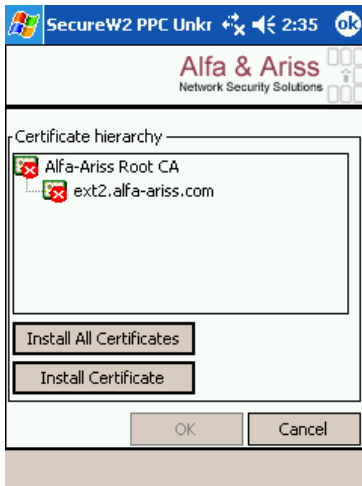 SecureW2 PPC Unkr 2:35 ok
Alfa & Ariss
Network Security Solutions
Certificate hierarchy
Alfa-Ariss Root CA
ext2.alfa-ariss.com
Install All Certificates
Install Certificate
OK Cancel